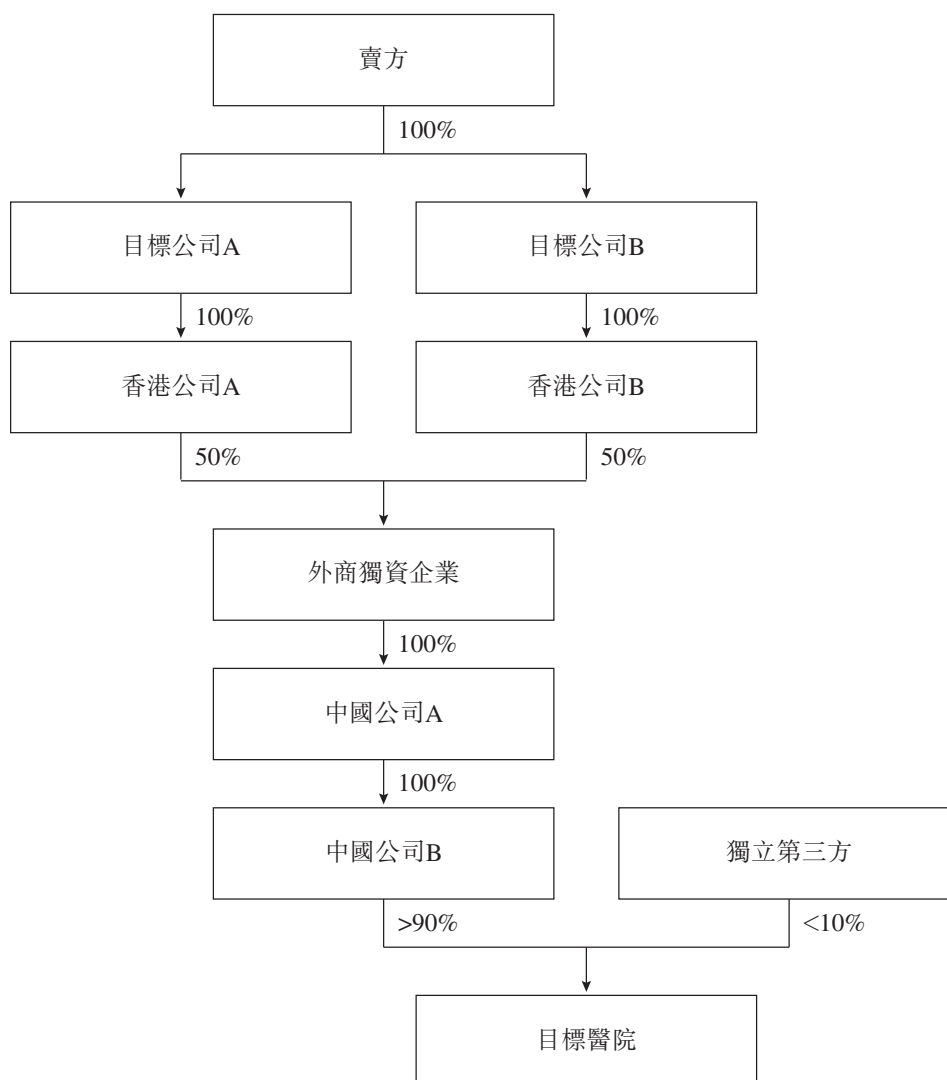 賣方
100%
目標公司A
目標公司B
100%
100%
香港公司A
香港公司B
50%
50%
外商獨資企業
100%
中國公司A
100%
中國公司B
獨立第三方
>90%
<10%
目標醫院